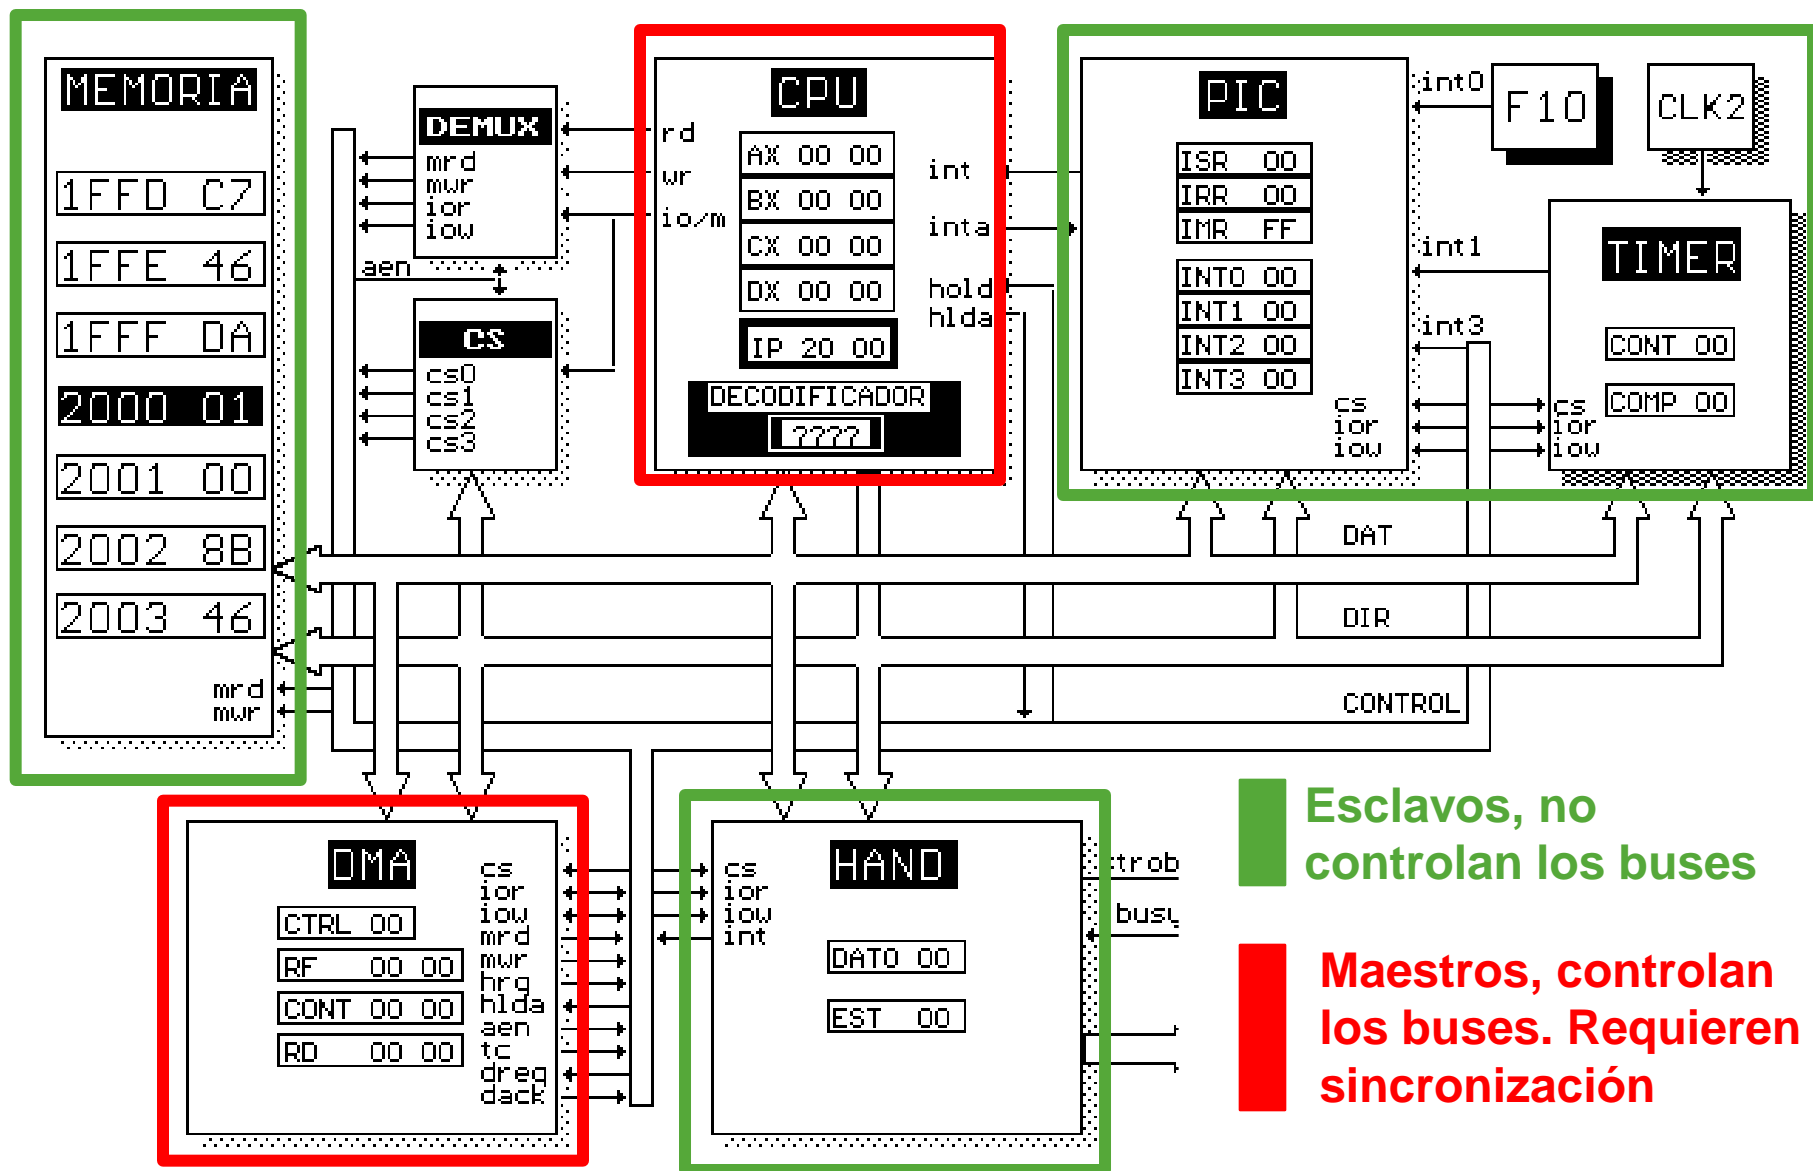 MEMORIA
1FFD C7
1FFE 46
1FFF DA
2000 01
2001 00
2002 8B
2003 46
mrd
mwr
DEMUX
mrd
mwr
ior
iow
aen
CS
cs0
cs1
cs2
cs3
rd
wr
io/m
CPU
AX 00 00
BX 00 00
CX 00 00
DX 00 00
IP 20 00
DECODIFICADOR
????
int
inta
hold
hlda
PIC
ISR 00
IRR 00
IMR FF
INT0 00
INT1 00
INT2 00
INT3 00
cs
ior
iow
int0
int1
int3
F10
CLK2
TIMER
CONT 00
COMP 00
cs
ior
iow
DAT
DIR
CONTROL
DMA
CTRL 00
RF 00 00
CONT 00 00
RD 00 00
cs
ior
iow
mrd
mwr
hrq
hlda
aen
tc
dreq
dack
HAND
cs
ior
iow
int
DATO 00
EST 00
busy
Esclavos, no
controlan los buses
Maestros, controlan
los buses. Requieren
sincronización